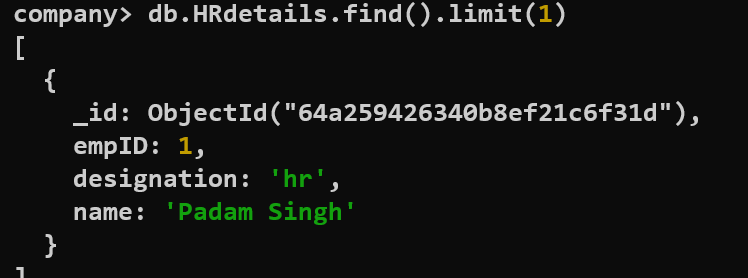 company> db.HRdetails.find().limit(1)
[
  {
    _id: ObjectId("64a259426340b8ef21c6f31d"),
    empID: 1,
    designation: 'hr',
    name: 'Padam Singh'
  }
]